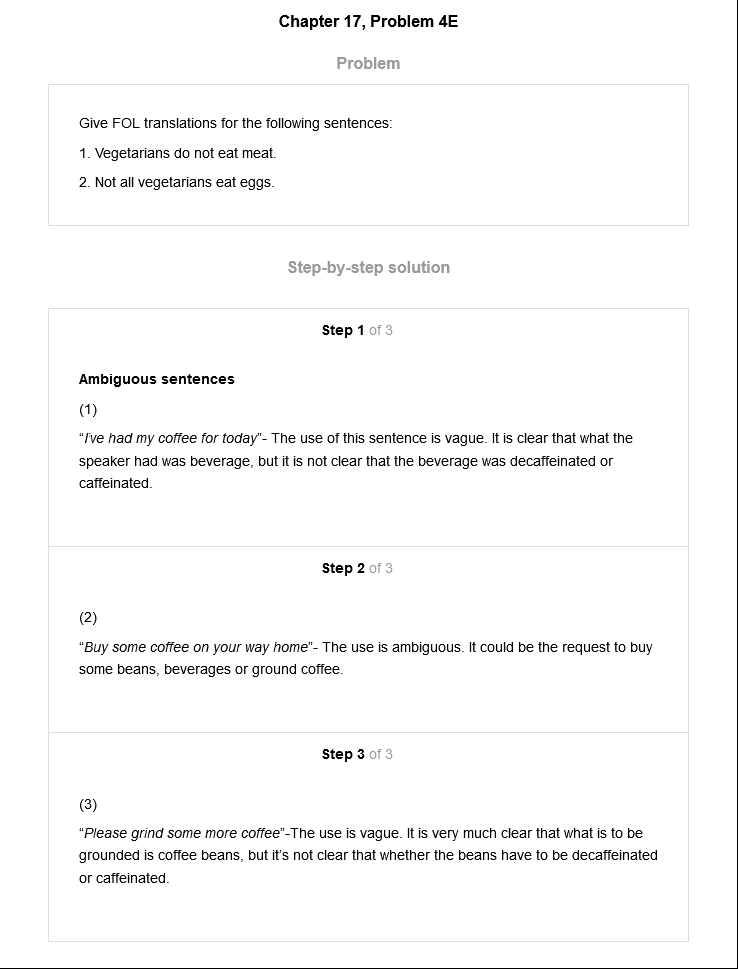 Chapter 17, Problem 4E
Problem
Give FOL translations for the following sentences:
1. Vegetarians do not eat meat.
2. Not all vegetarians eat eggs.
Step-by-step solution
Step 1 of 3
Ambiguous sentences
(1)
“I've had my coffee for today”- The use of this sentence is vague. It is clear that what the
speaker had was beverage, but it is not clear that the beverage was decaffeinated or
caffeinated.
Step 2 of 3
(2)
“Buy some coffee on your way home”- The use is ambiguous. It could be the request to buy
some beans, beverages or ground coffee.
Step 3 of 3
(3)
“Please grind some more coffee”-The use is vague. It is very much clear that what is to be
grounded is coffee beans, but it's not clear that whether the beans have to be decaffeinated
or caffeinated.